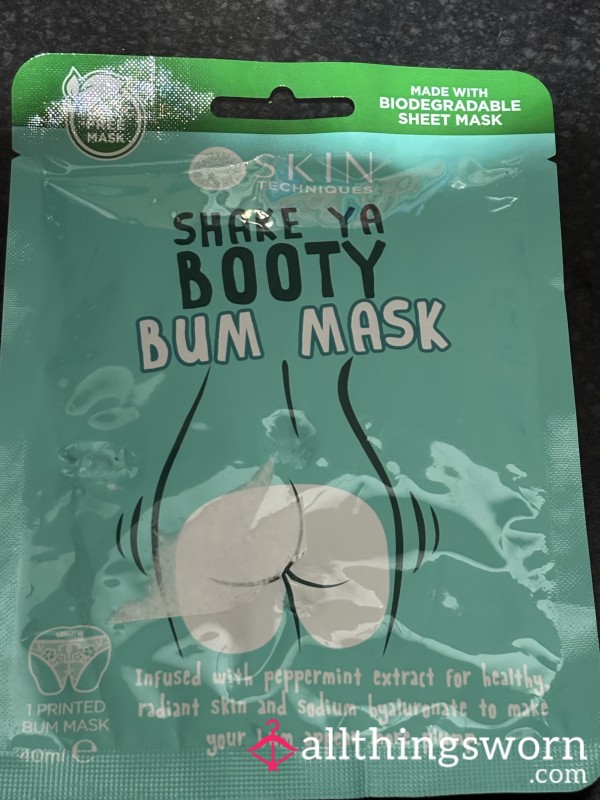 MADE WITH
BIODEGRADABLE
SHEET MASK
MASK
SKIN
TECHNIQUES
SHAKE YA
BOOTY
BUM MASK
Infused with peppermint extract for healthy,
radiant skin and sodium hyaluronate to make
your
1 PRINTED
BUM MASK
40ml e
allthingsworn
.com